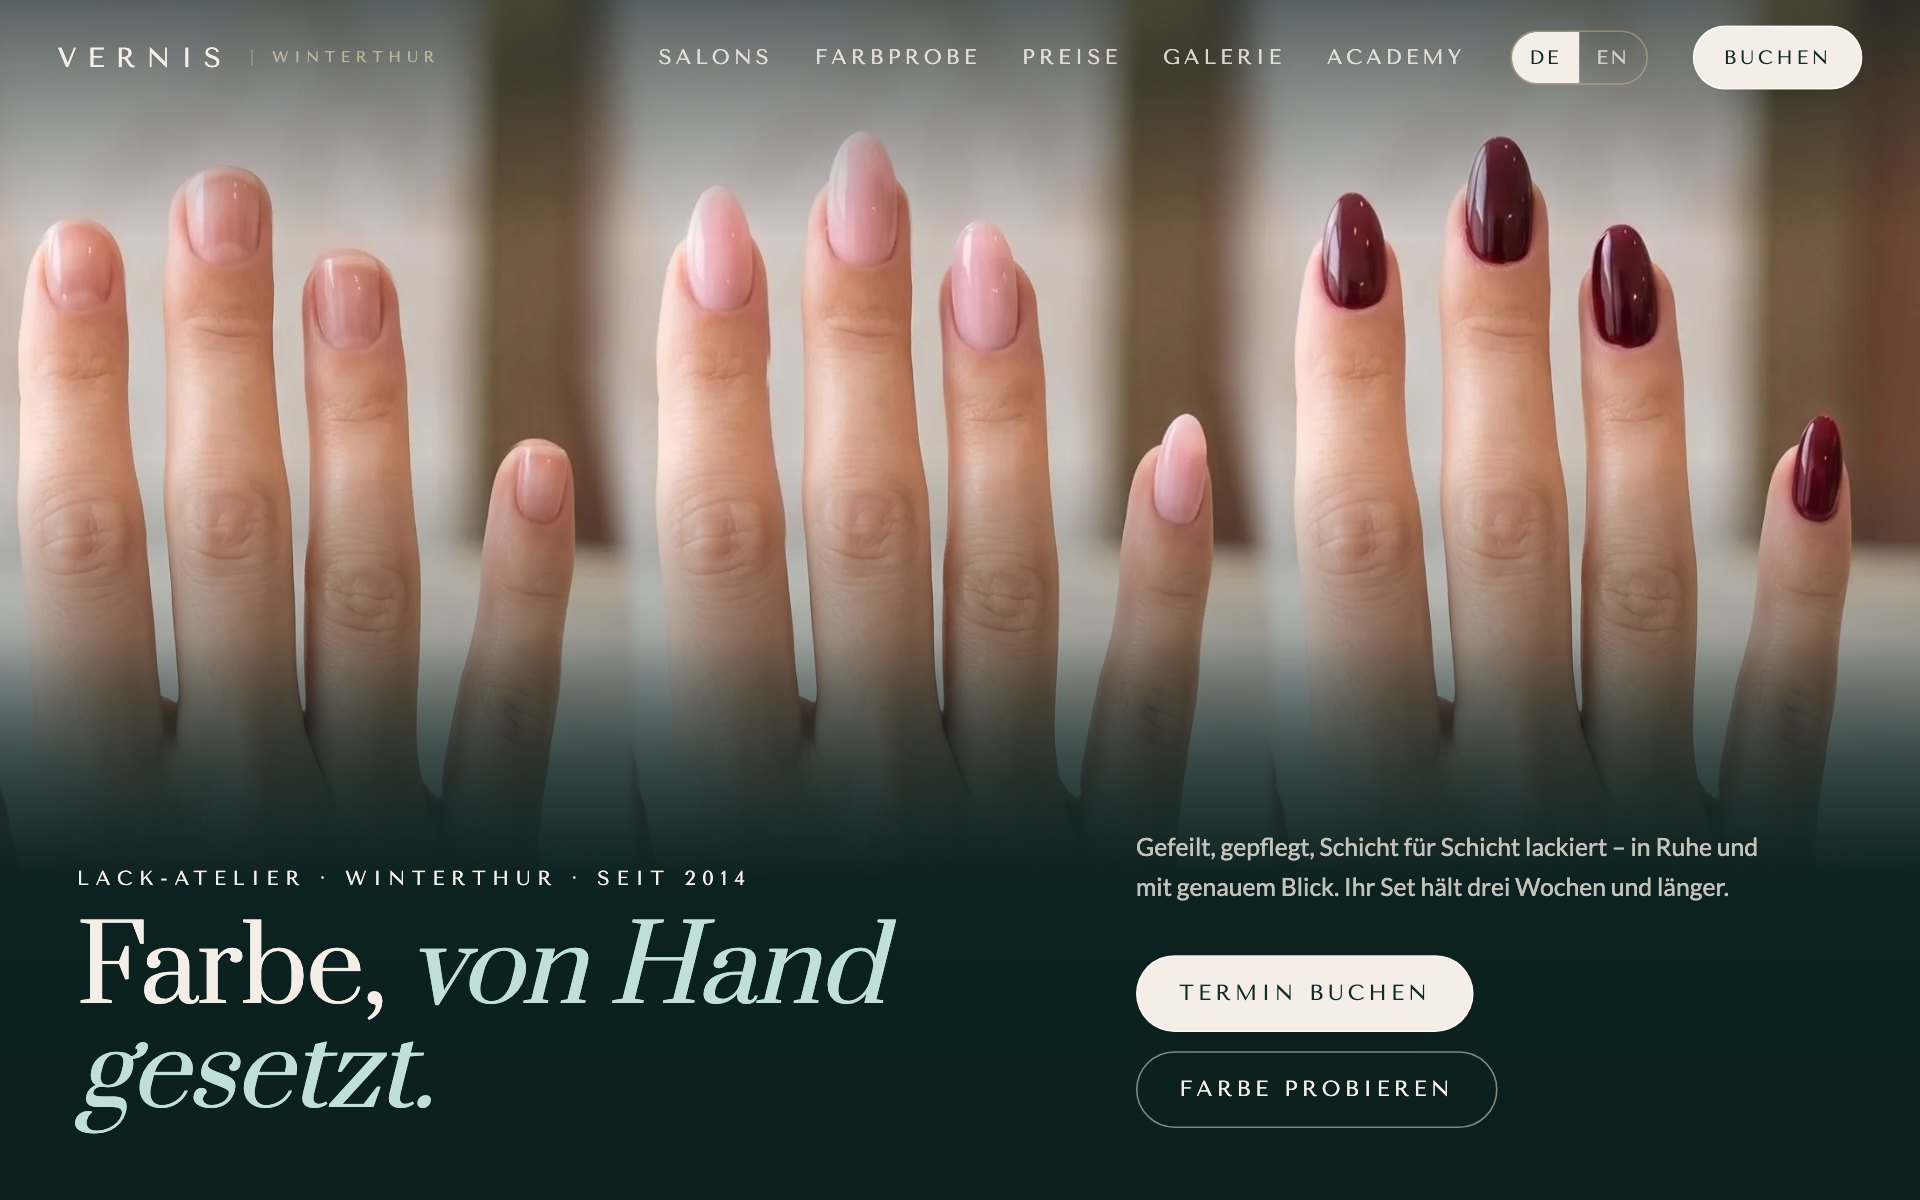 VERNIS | WINTERTHUR
SALONS FARBPROBE PREISE GALERIE ACADEMY DE EN BUCHEN
LACK-ATELIER · WINTERTHUR · SEIT 2014
Farbe, von Hand
gesetzt.
Gefeilt, gepflegt, Schicht für Schicht lackiert – in Ruhe und
mit genauem Blick. Ihr Set hält drei Wochen und länger.
TERMIN BUCHEN
FARBE PROBIEREN